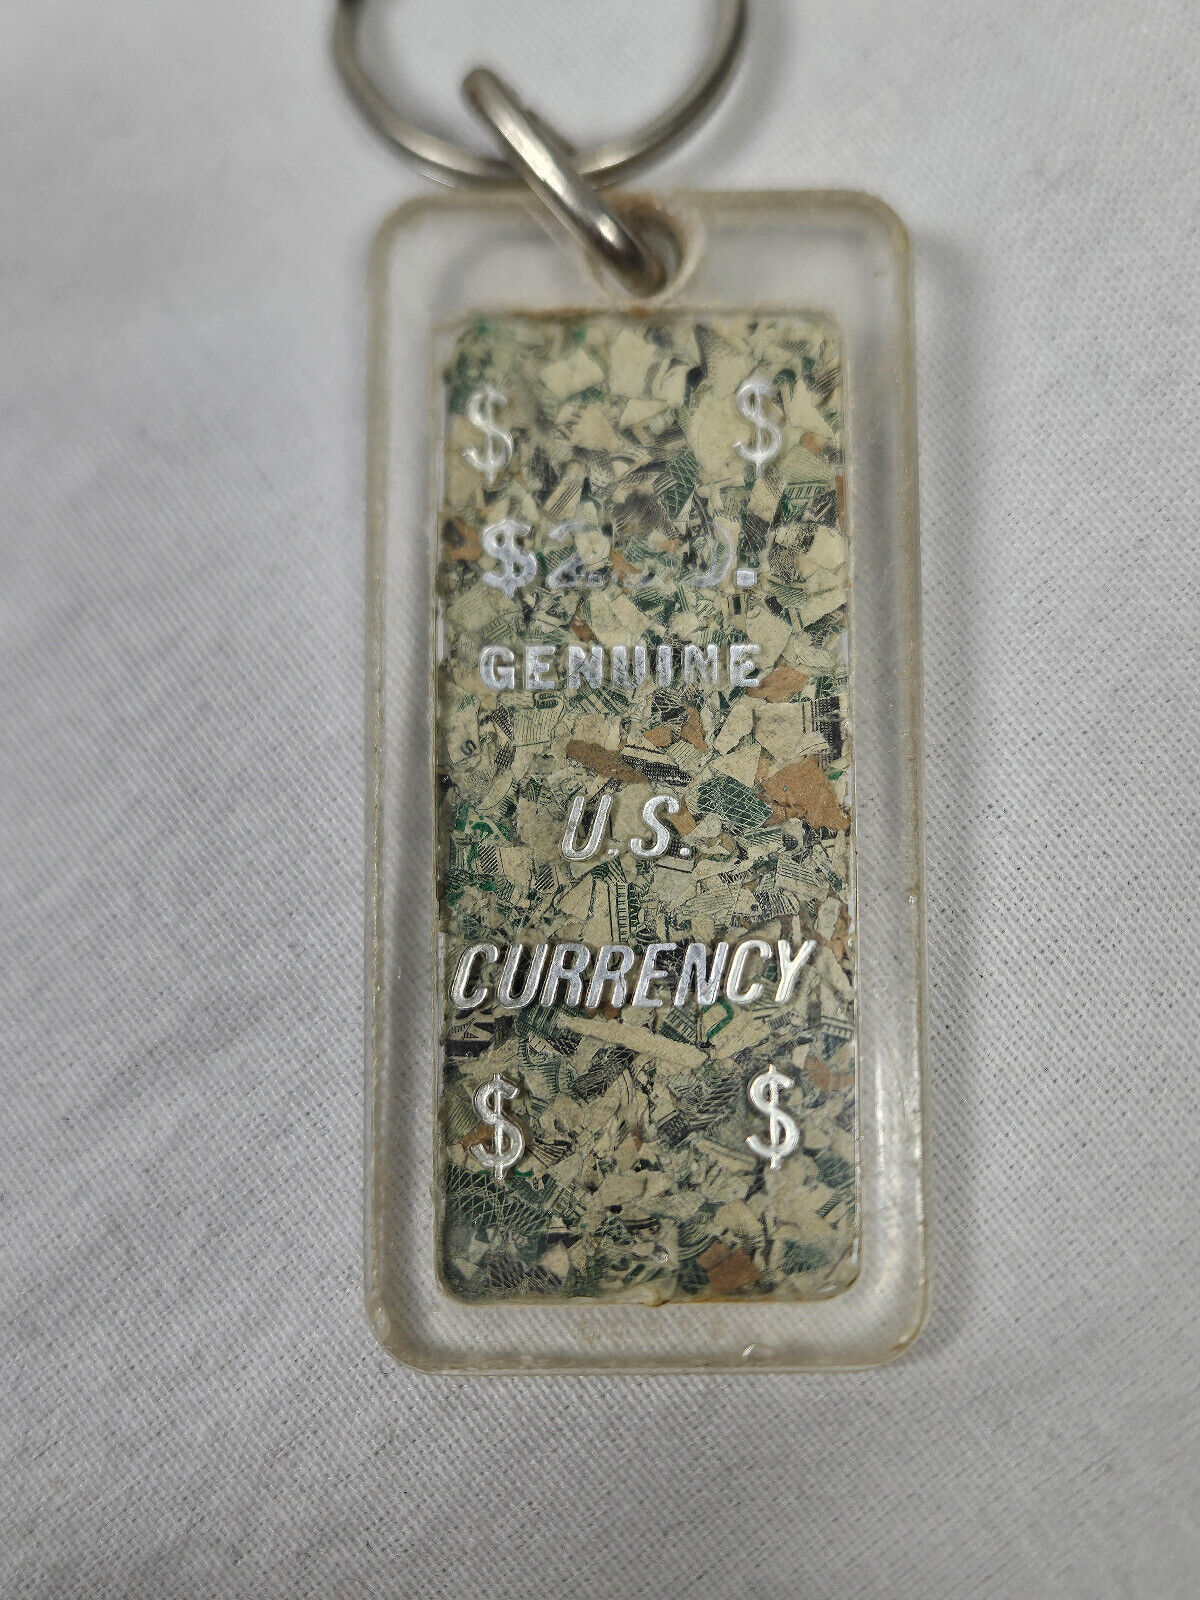 $ $
GENUINE
U.S.
CURRENCY
$ $